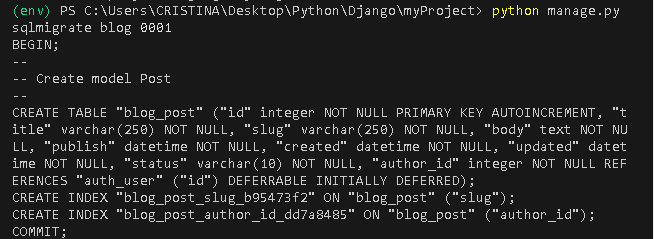 (env) PS C:\Users\CRISTINA\Desktop\Python\Django\myProject> python manage.py
sqlmigrate blog 0001
BEGIN;
--
-- Create model Post
--
CREATE TABLE "blog_post" ("id" integer NOT NULL PRIMARY KEY AUTOINCREMENT, "t
itle" varchar(250) NOT NULL, "slug" varchar(250) NOT NULL, "body" text NOT NU
LL, "publish" datetime NOT NULL, "created" datetime NOT NULL, "updated" datet
ime NOT NULL, "status" varchar(10) NOT NULL, "author_id" integer NOT NULL REF
ERENCES "auth_user" ("id") DEFERRABLE INITIALLY DEFERRED);
CREATE INDEX "blog_post_slug_b95473f2" ON "blog_post" ("slug");
CREATE INDEX "blog_post_author_id_dd7a8485" ON "blog_post" ("author_id");
COMMIT;